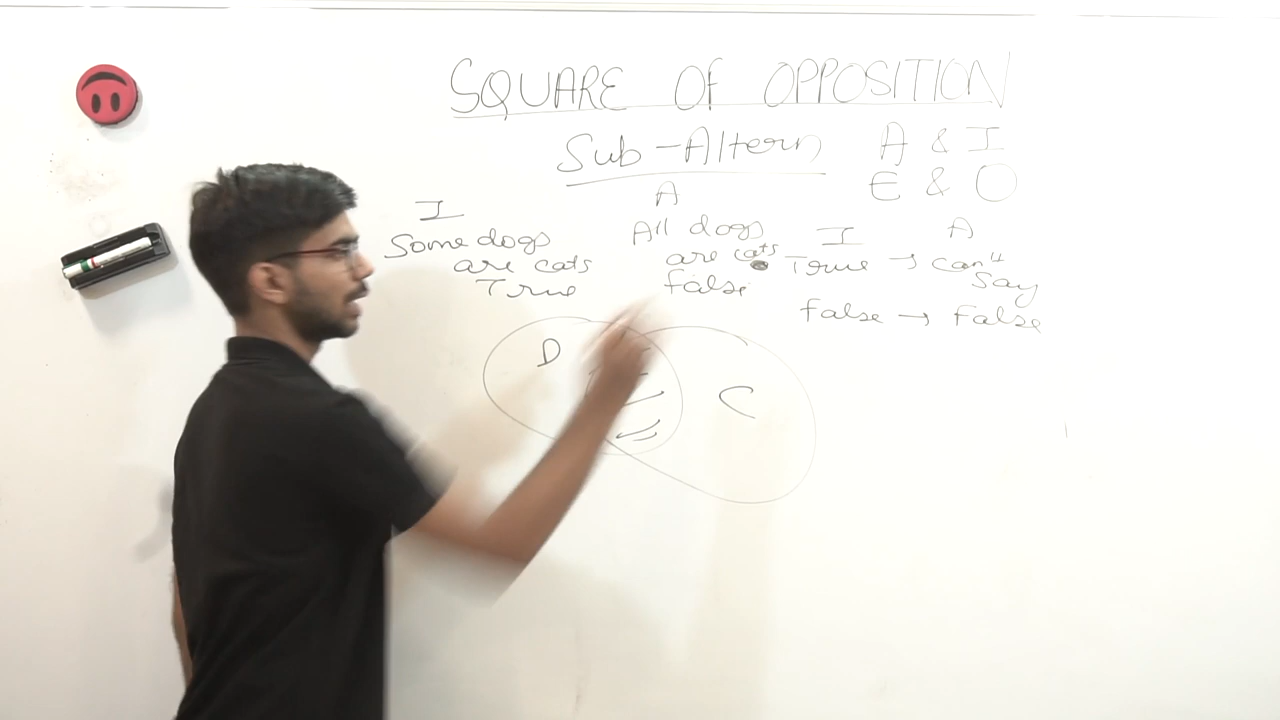 SQUARE OF OPPOSITION
Sub-Altern A & I
E & O
I
Some dogs
are cats
True
A
All dogs
are cats
false
I A
True → can't
say
false → false
D
C